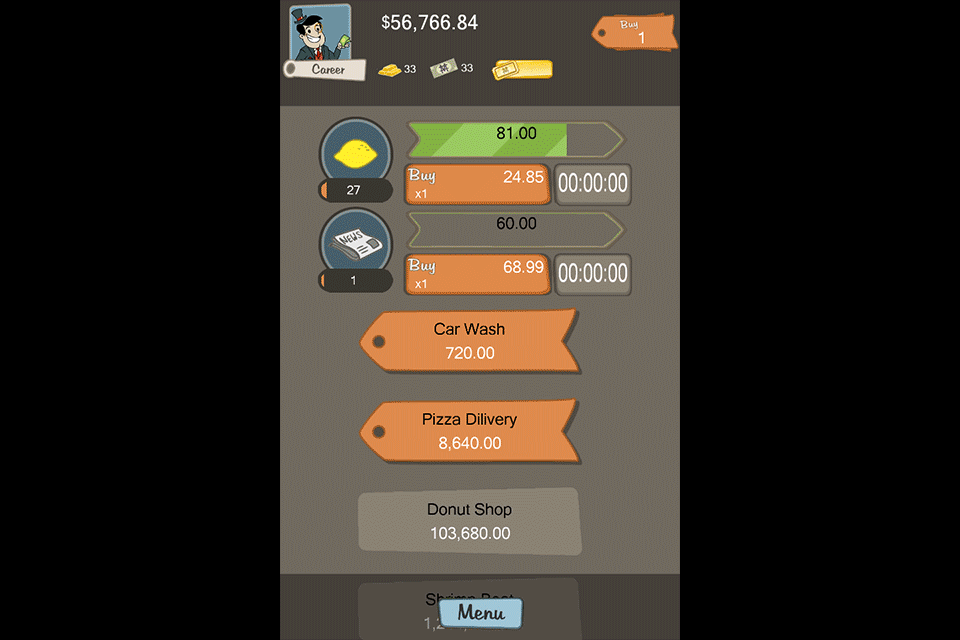 $56,766.84
Buy
1
Career
33
33
81.00
27
Buy
24.85
x1
00:00:00
NEWS
60.00
1
Buy
68.99
x1
00:00:00
Car Wash
720.00
Pizza Dilivery
8,640.00
Donut Shop
103,680.00
Menu